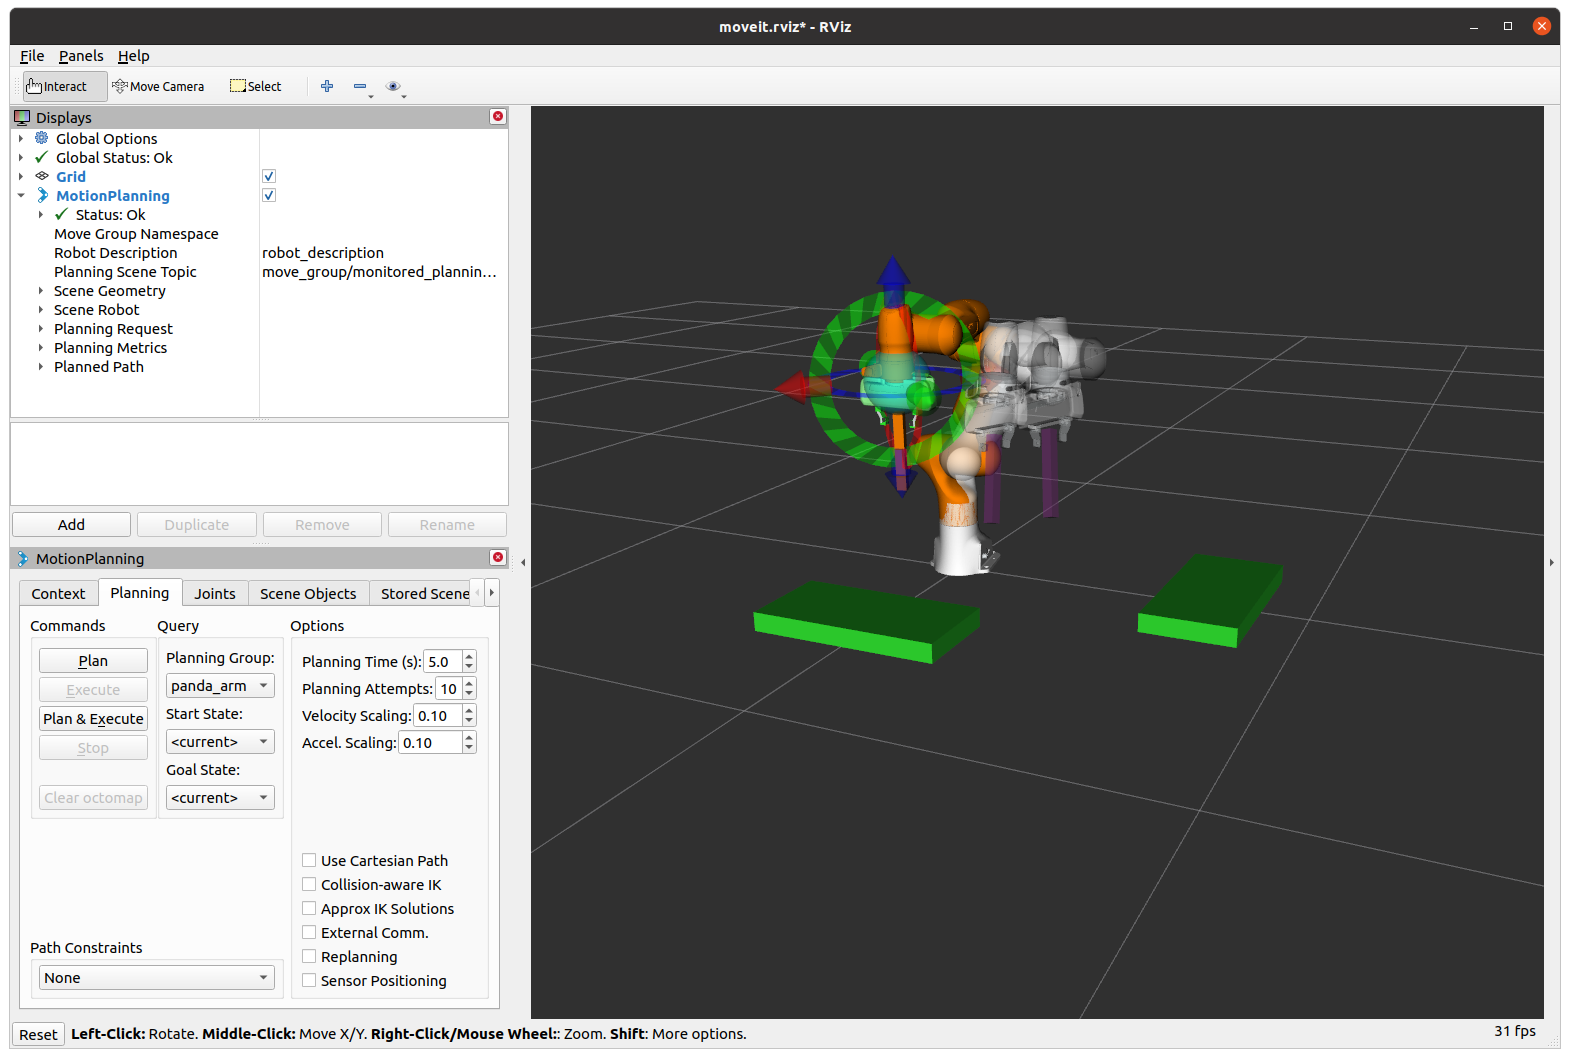 moveit.rviz* - RViz
File Panels Help
Interact Move Camera Select
Displays
Global Options
Global Status: Ok
Grid
MotionPlanning
Status: Ok
Move Group Namespace
Robot Description robot_description
Planning Scene Topic move_group/monitored_plannin...
Scene Geometry
Scene Robot
Planning Request
Planning Metrics
Planned Path
Add Duplicate Remove Rename
MotionPlanning
Context Planning Joints Scene Objects Stored Scene
Commands Query Options
Plan
Execute
Plan & Execute
Stop
Clear octomap
Planning Group:
panda_arm
Start State:
<current>
Goal State:
<current>
Planning Time (s): 5.0
Planning Attempts: 10
Velocity Scaling: 0.10
Accel. Scaling: 0.10
Use Cartesian Path
Collision-aware IK
Approx IK Solutions
External Comm.
Replanning
Sensor Positioning
Path Constraints
None
Reset Left-Click: Rotate. Middle-Click: Move X/Y. Right-Click/Mouse Wheel:: Zoom. Shift: More options. 31 fps